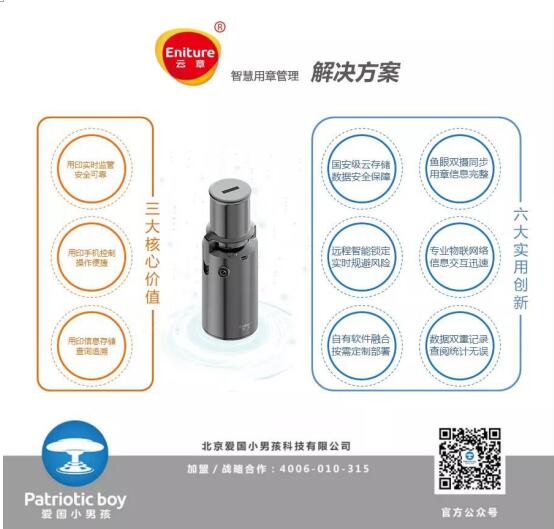 Eniture
云章
®
智慧用章管理 解决方案
用印实时监管
安全可靠
用印手机控制
操作便捷
用印信息存储
查询追溯
三大核心价值
国安级云存储
数据安全保障
鱼眼双摄同步
用章信息完整
远程智能锁定
实时规避风险
专业物联网络
信息交互迅速
自有软件融合
按需定制部署
数据双重记录
查阅统计无误
六大实用创新
Patriotic boy
爱国小男孩
北京爱国小男孩科技有限公司
加盟/战略合作:4006-010-315
官方公众号